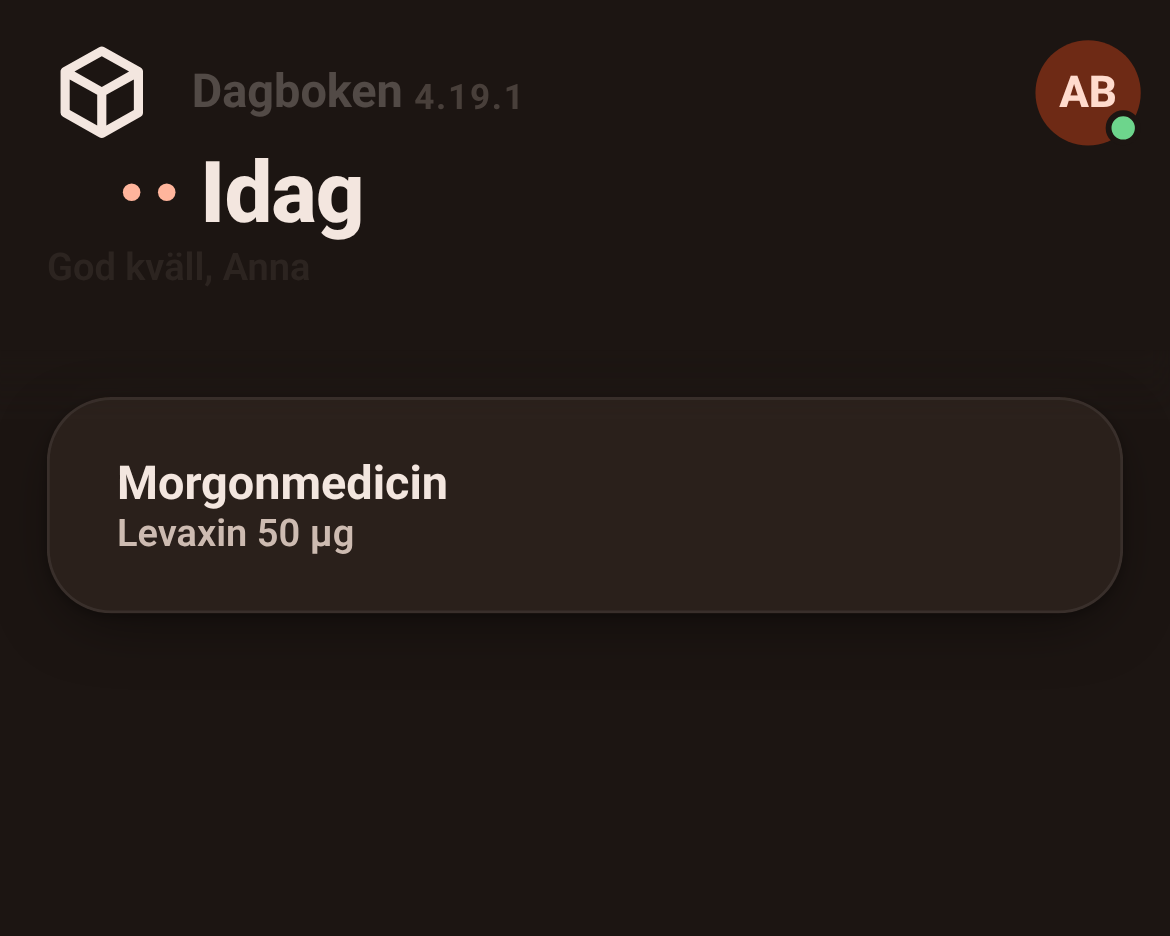 Dagboken 4.19.1
AB
Idag
God kväll, Anna
Morgonmedicin
Levaxin 50 µg